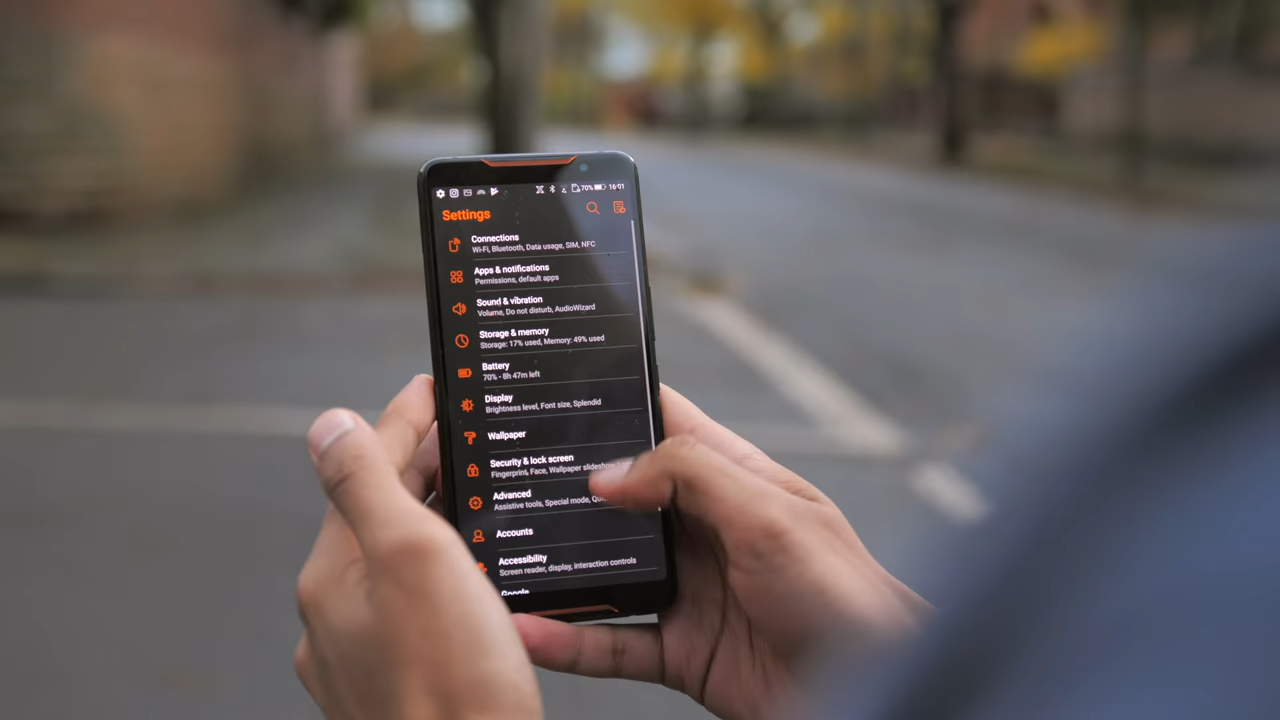 70% 16:01
Settings
Connections
Wi-Fi, Bluetooth, Data usage, SIM, NFC
Apps & notifications
Permissions, default apps
Sound & vibration
Volume, Do not disturb, AudioWizard
Storage & memory
Storage: 17% used, Memory: 49% used
Battery
70% - 8h 47m left
Display
Brightness level, Font size, Splendid
Wallpaper
Security & lock screen
Fingerprint, Face, Wallpaper slideshow
Advanced
Assistive tools, Special mode,
Accounts
Accessibility
Screen reader, display, interaction controls
Google